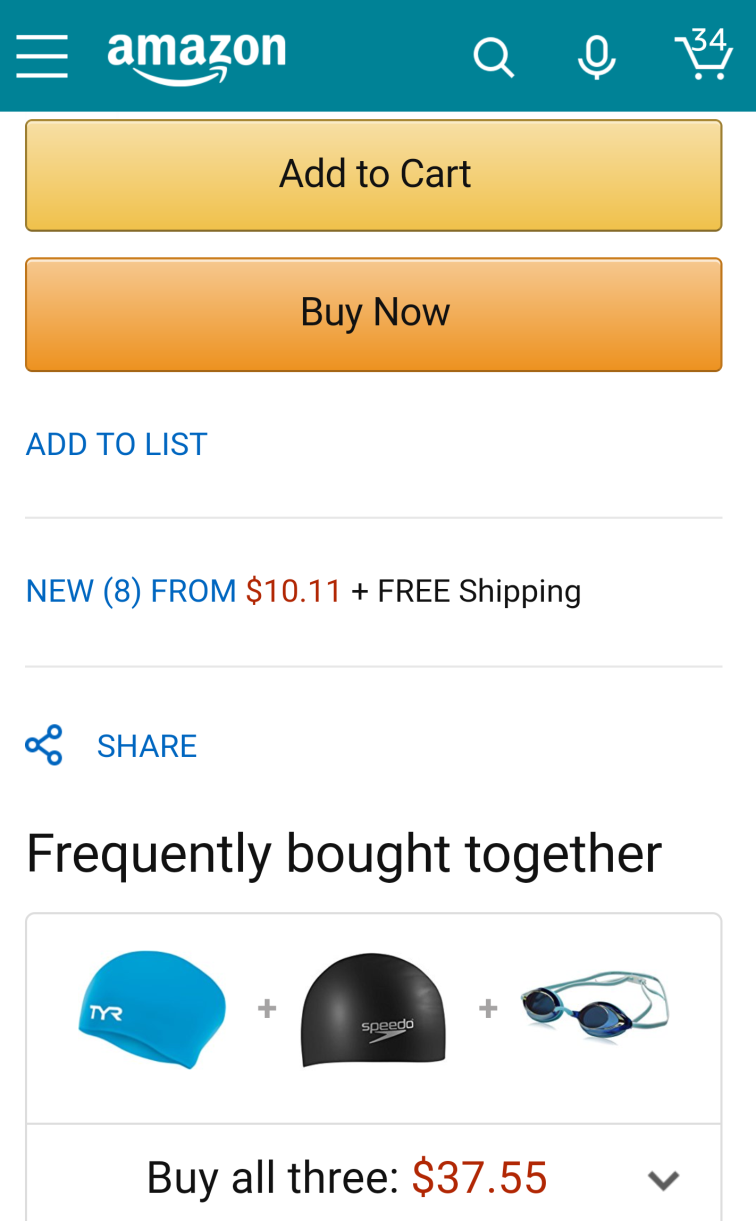 amazon
34
Add to Cart
Buy Now
ADD TO LIST
NEW (8) FROM $10.11 + FREE Shipping
SHARE
Frequently bought together
TYR + speedo +
Buy all three: $37.55